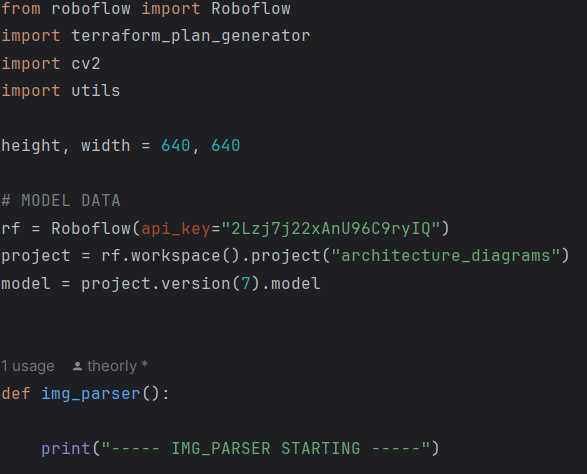 from roboflow import Roboflow
import terraform_plan_generator
import cv2
import utils
height, width = 640, 640
# MODEL DATA
rf = Roboflow(api_key="2Lzj7j22xAnU96C9ryIQ")
project = rf.workspace().project("architecture_diagrams")
model = project.version(7).model
1 usage theorly *
def img_parser():
print("----- IMG_PARSER STARTING -----")